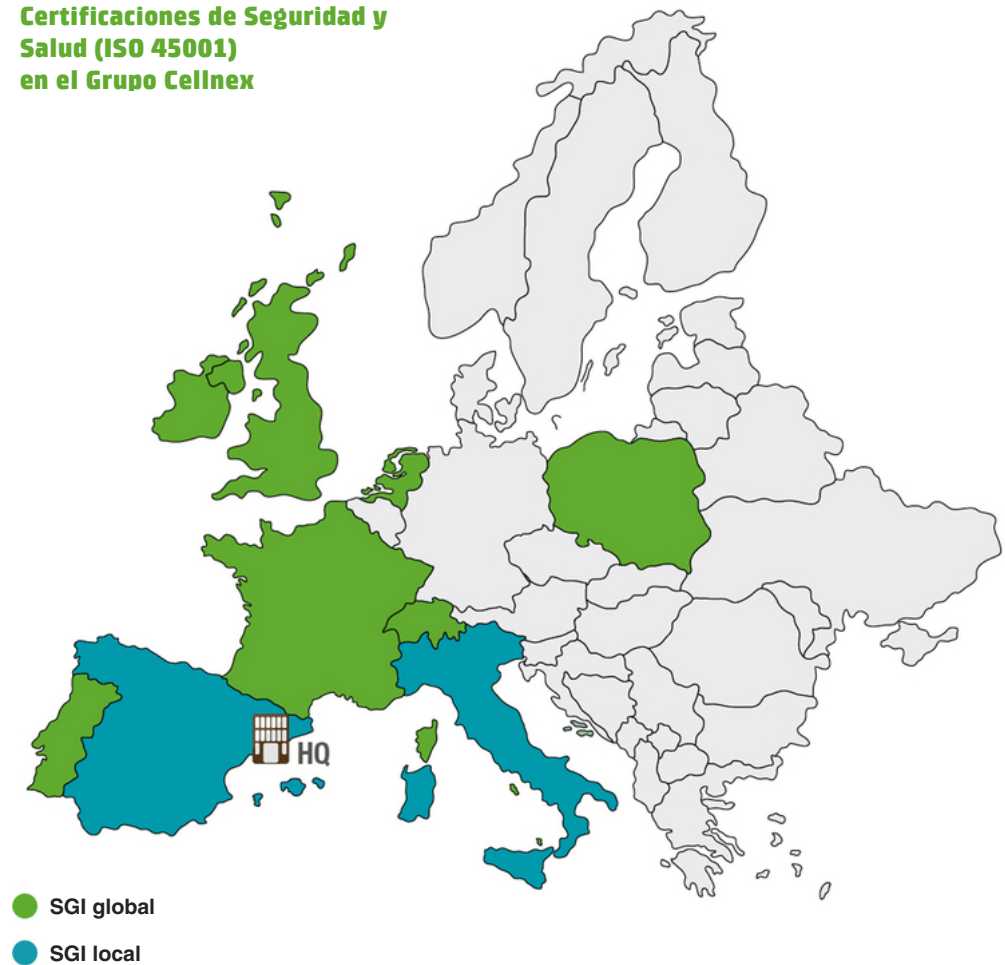 Certificaciones de Seguridad y
Salud (ISO 45001)
en el Grupo Cellnex
HQ
SGI global
SGI local